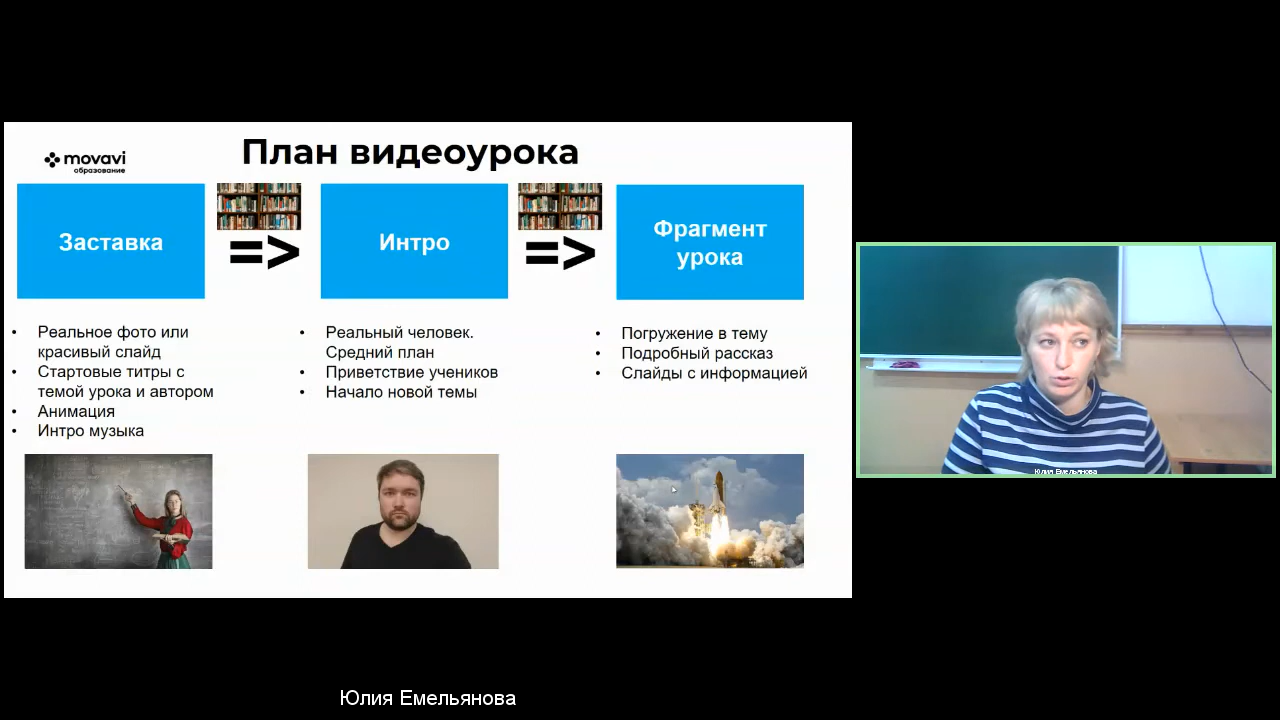 План видеоурока
movavi
образование
Заставка
=>
Интро
=>
Фрагмент
урока
• Реальное фото или
красивый слайд
• Стартовые титры с
темой урока и автором
• Анимация
• Интро музыка
• Реальный человек.
Средний план
• Приветствие учеников
• Начало новой темы
• Погружение в тему
• Подробный рассказ
• Слайды с информацией
Юлия Емельянова
Юлия Емельянова